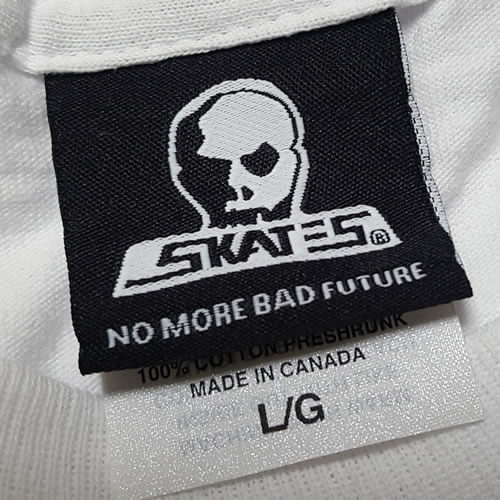 SKATES®
NO MORE BAD FUTURE
100% COTTON PRESHRUNK
MADE IN CANADA
L/G